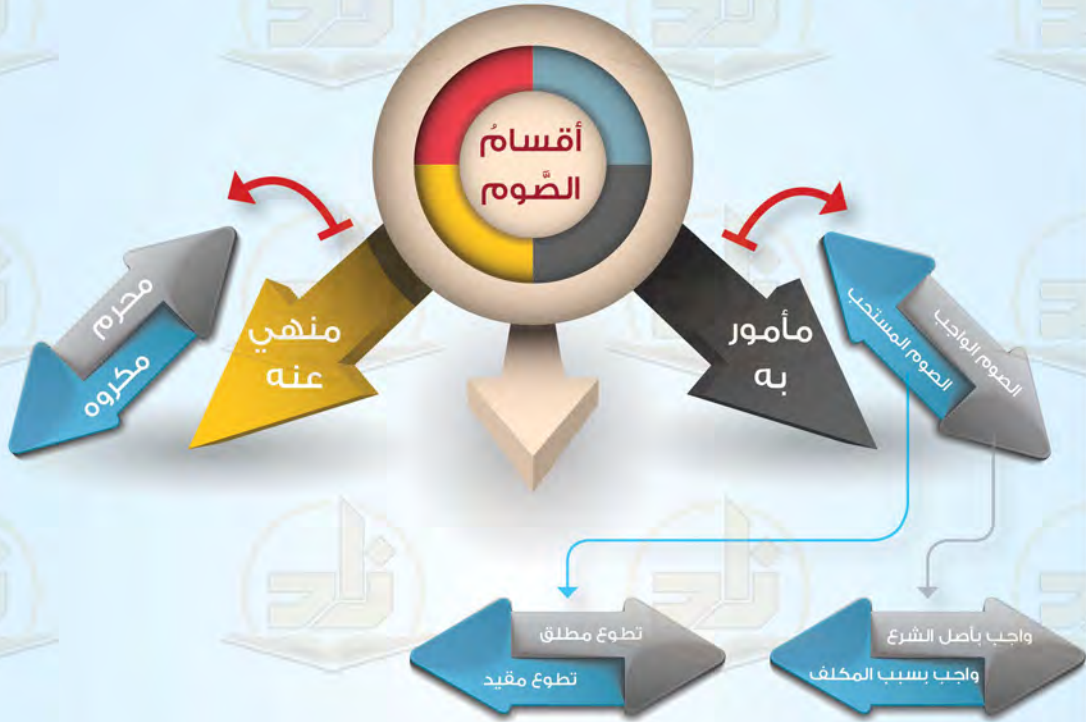 أقسامُ
الصَّوم
مأمور
به
منهي
عنه
الصوم الواجب
الصوم المستحب
محرم
مكروه
واجب بأصل الشرع
واجب بسبب المكلف
تطوع مطلق
تطوع مقيد
زاد